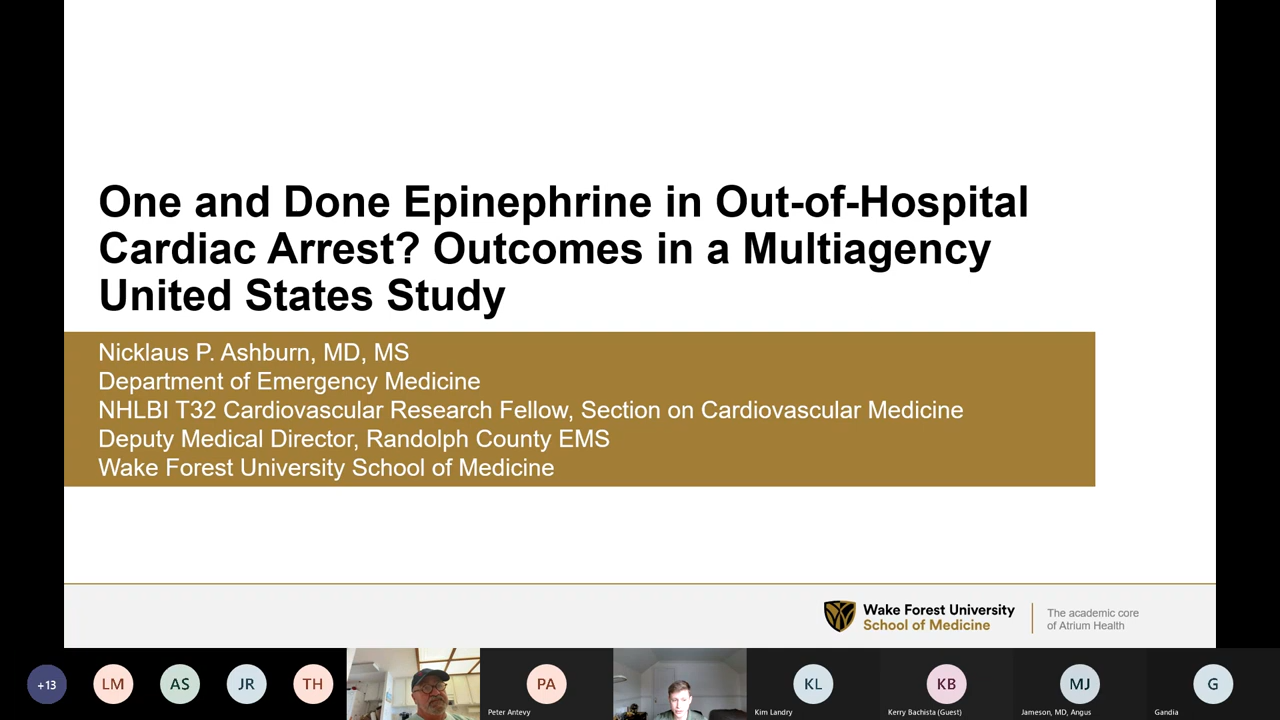 One and Done Epinephrine in Out-of-Hospital
Cardiac Arrest? Outcomes in a Multiagency
United States Study
Nicklaus P. Ashburn, MD, MS
Department of Emergency Medicine
NHLBI T32 Cardiovascular Research Fellow, Section on Cardiovascular Medicine
Deputy Medical Director, Randolph County EMS
Wake Forest University School of Medicine
Wake Forest University
School of Medicine
The academic core
of Atrium Health
+13
LM
AS
JR
TH
PA
Peter Antevy
KL
Kim Landry
KB
Kerry Bachista (Guest)
MJ
Jameson, MD, Angus
G
Gandia